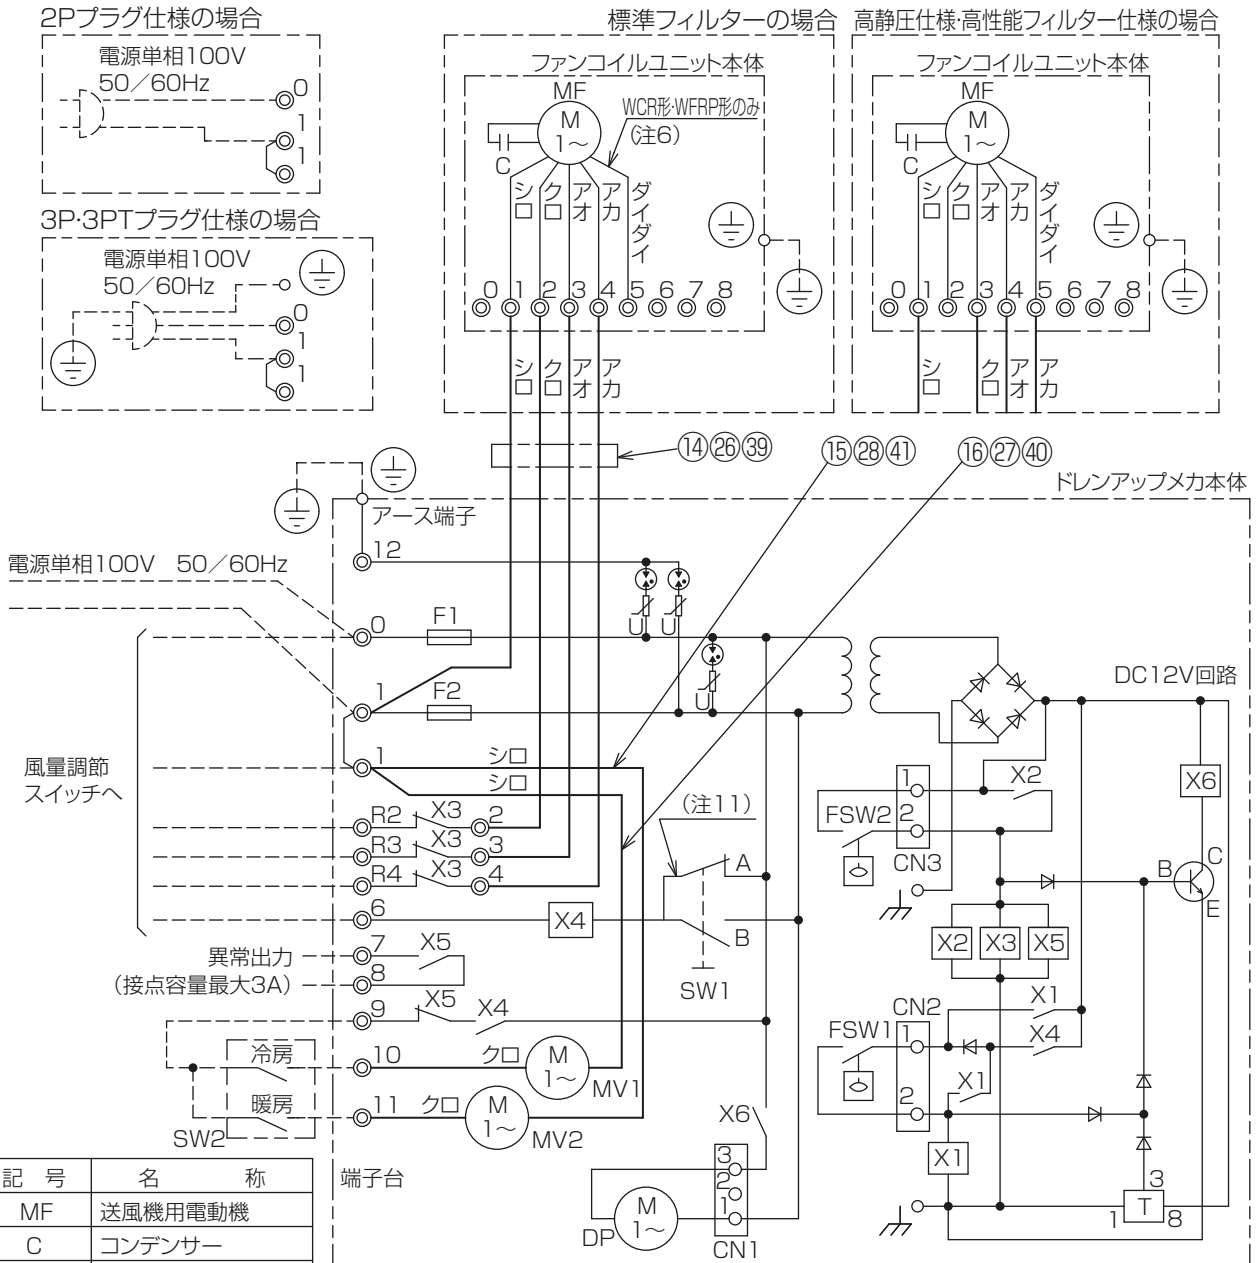 2Pプラグ仕様の場合
電源単相100V
50／60Hz
0
1
1
3P·3PTプラグ仕様の場合
電源単相100V
50／60Hz
0
1
1
標準フィルターの場合
ファンコイルユニット本体
MF
M
1～
C
WCR形·WFRP形のみ
(注6)
シロ
クロ
アオ
アカ
ダイダイ
0 1 2 3 4 5 6 7 8
シロ
クロ
アオ
アカ
高静圧仕様·高性能フィルター仕様の場合
ファンコイルユニット本体
MF
M
1～
C
シロ
クロ
アオ
アカ
ダイダイ
0 1 2 3 4 5 6 7 8
シロ
クロ
アオ
アカ
⑭㉖㊴
⑮㉘㊶
⑯㉗㊵
ドレンアップメカ本体
アース端子
12
電源単相100V 50／60Hz
0
F1
U
U
U
1
F2
DC12V回路
1
シロ
シロ
風量調節
スイッチへ
R2 X3 2
R3 X3 3
R4 X3 4
6
X4
(注11)
A
B
SW1
FSW2
1
2
CN3
X2
X6
B
C
E
X2
X3
X5
異常出力
(接点容量最大3A)
7
X5
8
9
X5
X4
FSW1
CN2
1
2
X1
X4
X1
X1
冷房
暖房
SW2
10
クロ
M
1～
MV1
11
クロ
M
1～
MV2
X6
端子台
DP
M
1～
3
2
1
CN1
T
1
3
8
記 号 名 称
MF 送風機用電動機
C コンデンサー